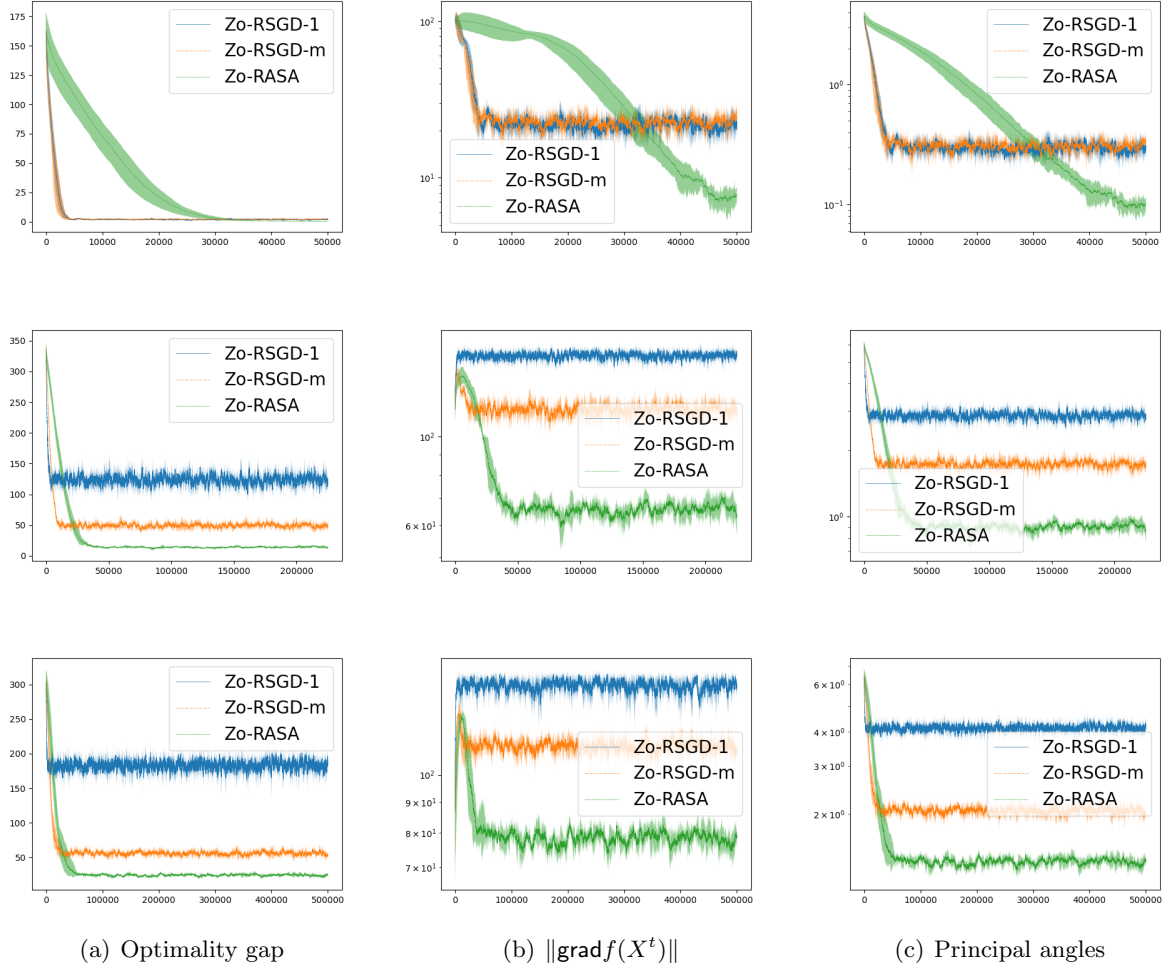 175
150
125
100
75
50
25
0
0 10000 20000 30000 40000 50000
Zo-RSGD-1
Zo-RSGD-m
Zo-RASA
10²
10¹
0 10000 20000 30000 40000 50000
Zo-RSGD-1
Zo-RSGD-m
Zo-RASA
10⁰
10⁻¹
0 10000 20000 30000 40000 50000
Zo-RSGD-1
Zo-RSGD-m
Zo-RASA
350
300
250
200
150
100
50
0
0 50000 100000 150000 200000
Zo-RSGD-1
Zo-RSGD-m
Zo-RASA
10²
6 × 10¹
0 50000 100000 150000 200000
Zo-RSGD-1
Zo-RSGD-m
Zo-RASA
10⁰
0 50000 100000 150000 200000
Zo-RSGD-1
Zo-RSGD-m
Zo-RASA
300
250
200
150
100
50
0 100000 200000 300000 400000 500000
Zo-RSGD-1
Zo-RSGD-m
Zo-RASA
10²
9 × 10¹
8 × 10¹
7 × 10¹
0 100000 200000 300000 400000 500000
Zo-RSGD-1
Zo-RSGD-m
Zo-RASA
6 × 10⁰
4 × 10⁰
3 × 10⁰
2 × 10⁰
0 100000 200000 300000 400000 500000
Zo-RSGD-1
Zo-RSGD-m
Zo-RASA
(a) Optimality gap
(b) ‖gradf(Xᵗ)‖
(c) Principal angles